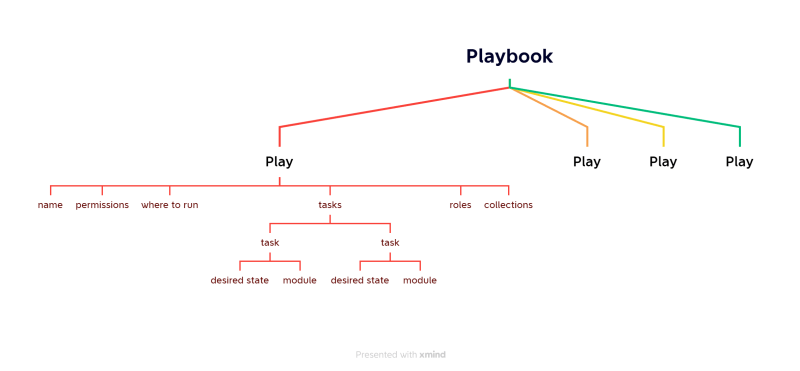 Playbook
Play Play Play Play
name permissions where to run tasks roles collections
task task
desired state module desired state module
Presented with xmind